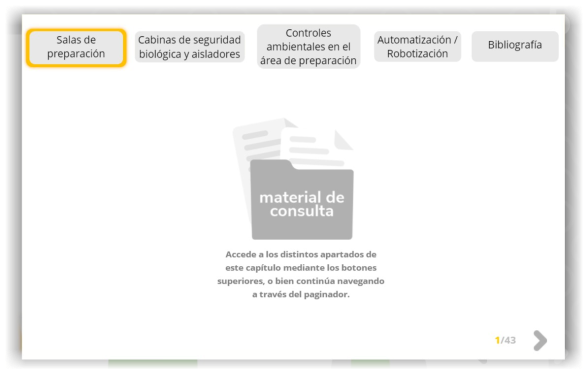 Salas de
preparación
Cabinas de seguridad
biológica y aisladores
Controles
ambientales en el
área de preparación
Automatización /
Robotización
Bibliografía
material de
consulta
Accede a los distintos apartados de
este capítulo mediante los botones
superiores, o bien continúa navegando
a través del paginador.
1/43